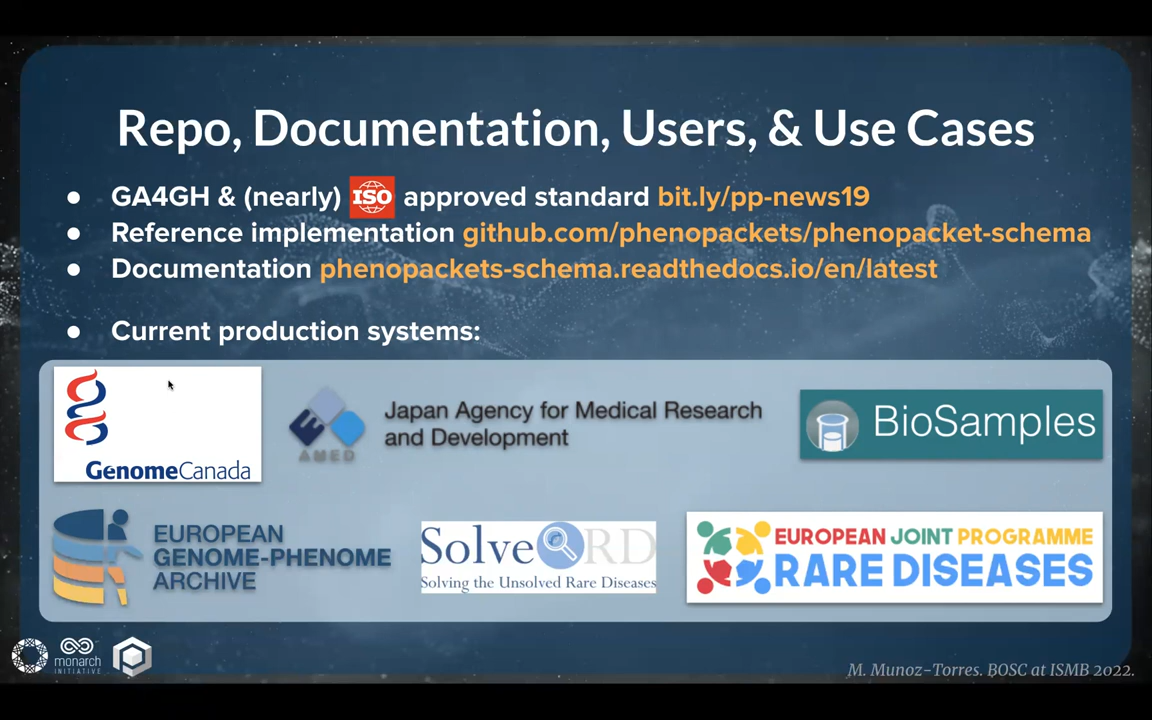 Repo, Documentation, Users, & Use Cases
● GA4GH & (nearly) ISO approved standard bit.ly/pp-news19
● Reference implementation github.com/phenopackets/phenopacket-schema
● Documentation phenopackets-schema.readthedocs.io/en/latest
● Current production systems:
GenomeCanada
AMED
Japan Agency for Medical Research
and Development
BioSamples
EUROPEAN
GENOME-PHENOME
ARCHIVE
Solve RD
Solving the Unsolved Rare Diseases
EUROPEAN JOINT PROGRAMME
RARE DISEASES
monarch
INITIATIVE
M. Munoz-Torres. BOSC at ISMB 2022.